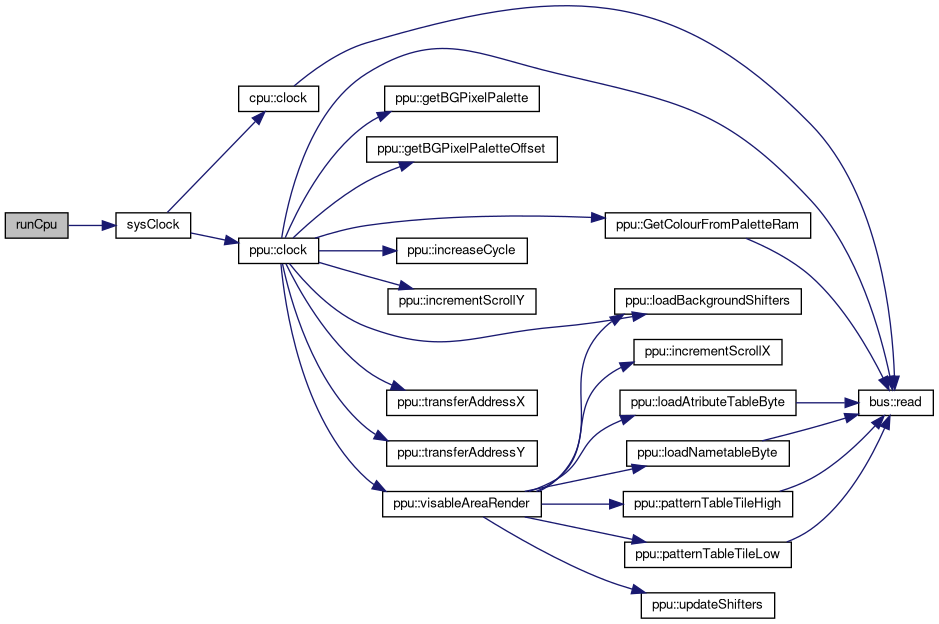 runCpu
sysClock
cpu::clock
ppu::clock
ppu::getBGPixelPalette
ppu::getBGPixelPaletteOffset
ppu::GetColourFromPaletteRam
ppu::increaseCycle
ppu::incrementScrollY
ppu::loadBackgroundShifters
ppu::incrementScrollX
ppu::transferAddressX
ppu::loadAtributeTableByte
bus::read
ppu::transferAddressY
ppu::loadNametableByte
ppu::visableAreaRender
ppu::patternTableTileHigh
ppu::patternTableTileLow
ppu::updateShifters